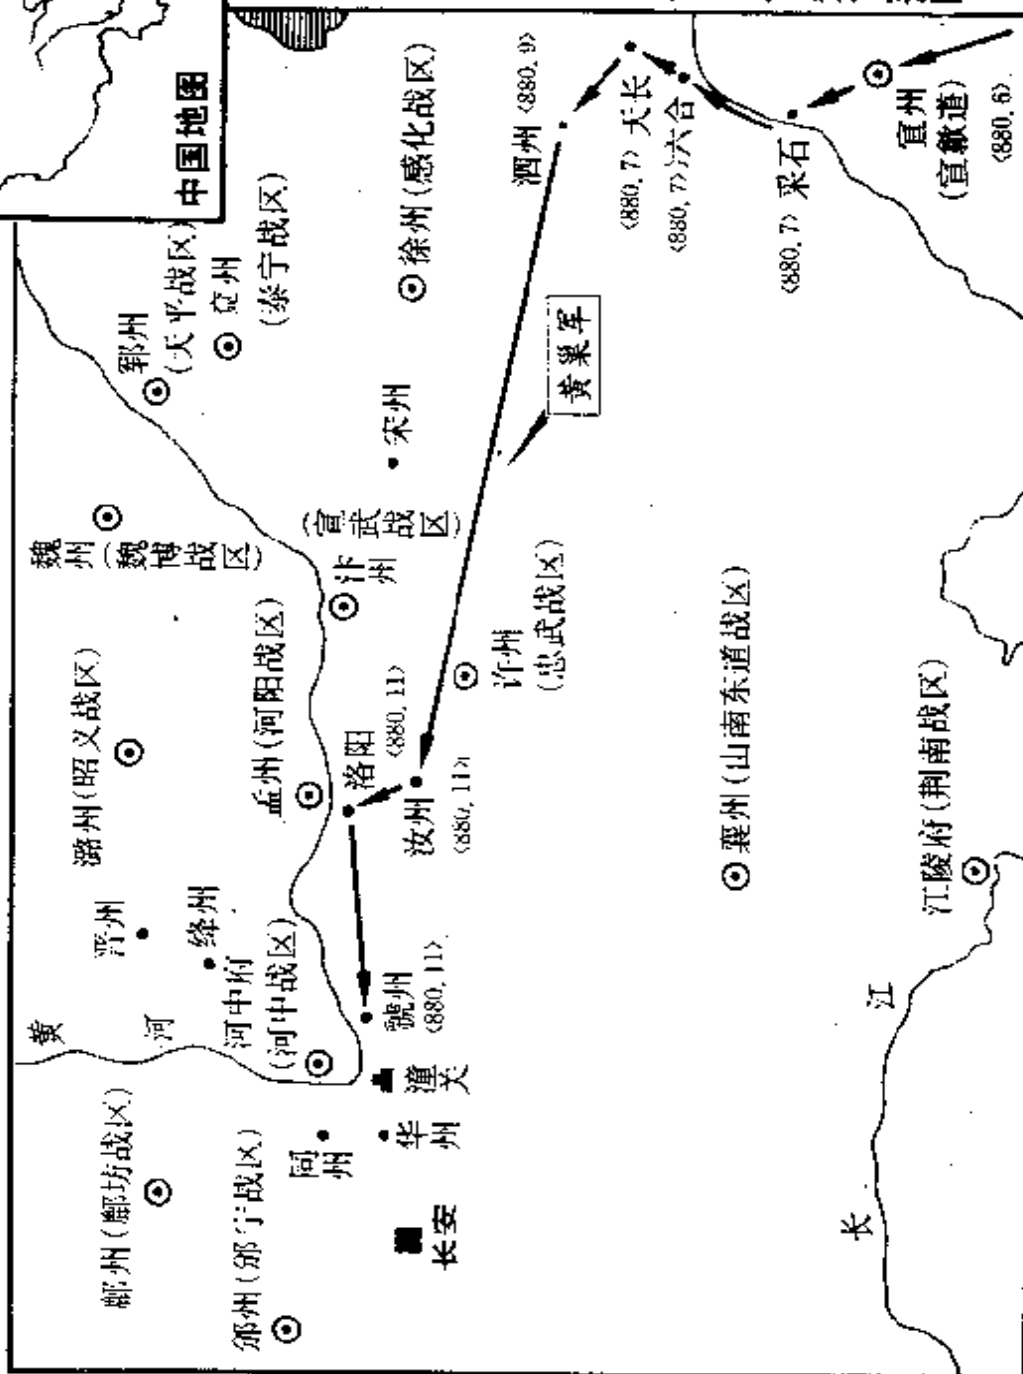 中国地图
黄
河
魏
州(魏博战区)
潞州(昭义战区)
晋州
鄜州(鄜坊战区)
郓州
(天平战区)
兖州
(泰宁战区)
绛州
河中府
(河中战区)
邠州(邠宁战区)
孟州(河阳战区)
同
州
汴
州
(宣武战区)
宋州
徐州(感化战区)
洛阳
<880,11>
汝州
<880,11>
虢州
<880,11>
潼
关
华
州
长安
许州
(忠武战区)
黄巢军
泗州<880,9>
<880,7>天长
<880,7>六合
<880,7>采石
宣州
(宣歙道)
<880,6>
襄州(山南东道战区)
江陵府(荆南战区)
长
江